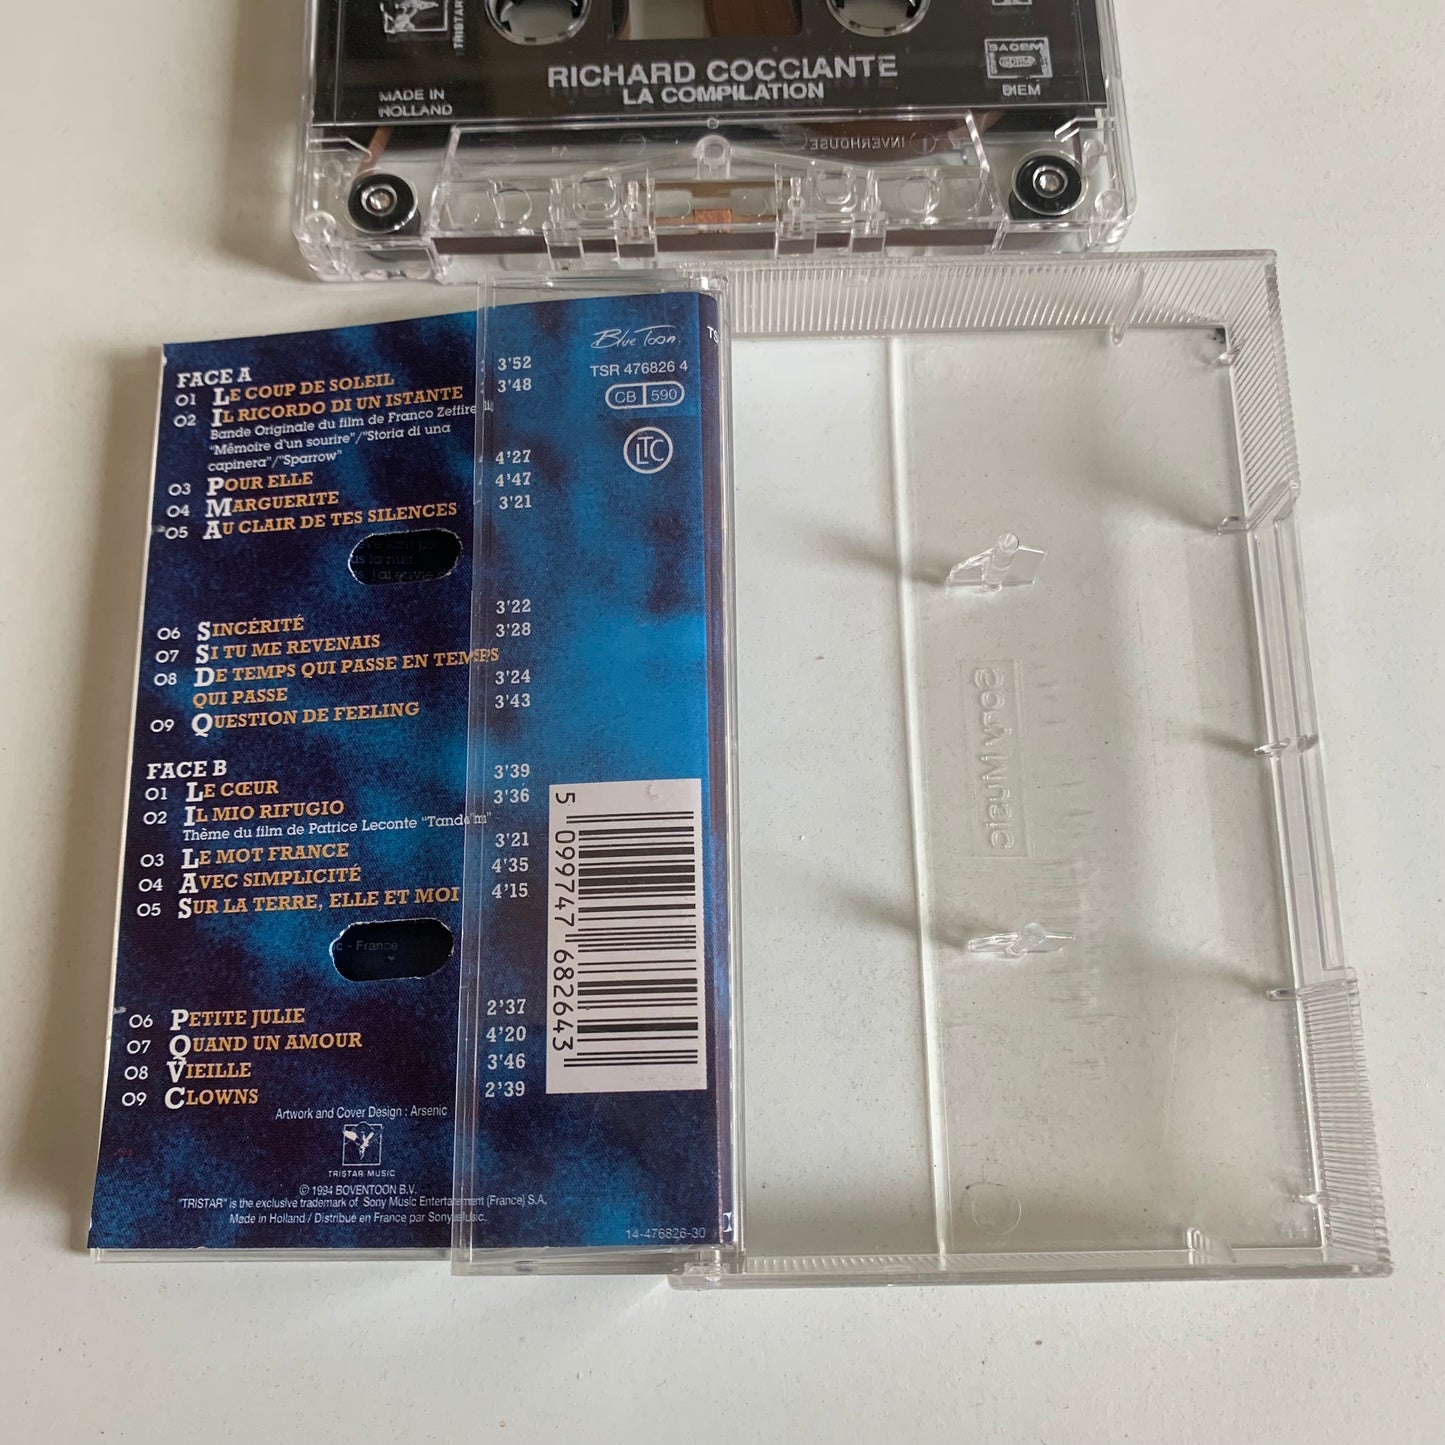 TRISTAR
RICHARD COCCIANTE
LA COMPILATION
MADE IN
HOLLAND
SACEM
BIEM
INVERHOUSE
FACE A
01 LE COUP DE SOLEIL 3'52
02 IL RICORDO DI UN ISTANTE 3'48
Bande Originale du film de Franco Zeffirelli
"Mémoire d'un sourire"/"Storia di una
capinera"/"Sparrow"
03 POUR ELLE 4'27
04 MARGUERITE 4'47
05 AU CLAIR DE TES SILENCES 3'21
la nuit
06 SINCÉRITÉ 3'22
07 SI TU ME REVENAIS 3'28
08 DE TEMPS QUI PASSE EN TEMPS
QUI PASSE 3'24
09 QUESTION DE FEELING 3'43
FACE B
01 LE CŒUR 3'39
02 IL MIO RIFUGIO 3'36
Thème du film de Patrice Leconte "Tandem"
03 LE MOT FRANCE 3'21
04 AVEC SIMPLICITÉ 4'35
05 SUR LA TERRE, ELLE ET MOI 4'15
- France
06 PETITE JULIE 2'37
07 QUAND UN AMOUR 4'20
08 VIEILLE 3'46
09 CLOWNS 2'39
Artwork and Cover Design : Arsenic
TRISTAR MUSIC
© 1994 BOVENTOON B.V.
"TRISTAR" is the exclusive trademark of Sony Music Entertainment (France) S.A.
Made in Holland / Distribué en France par Sony Music.
14-476826-30
Blue Toon
TSR 476826 4
CB 590
LTC
5 099747 682643
Sony Music